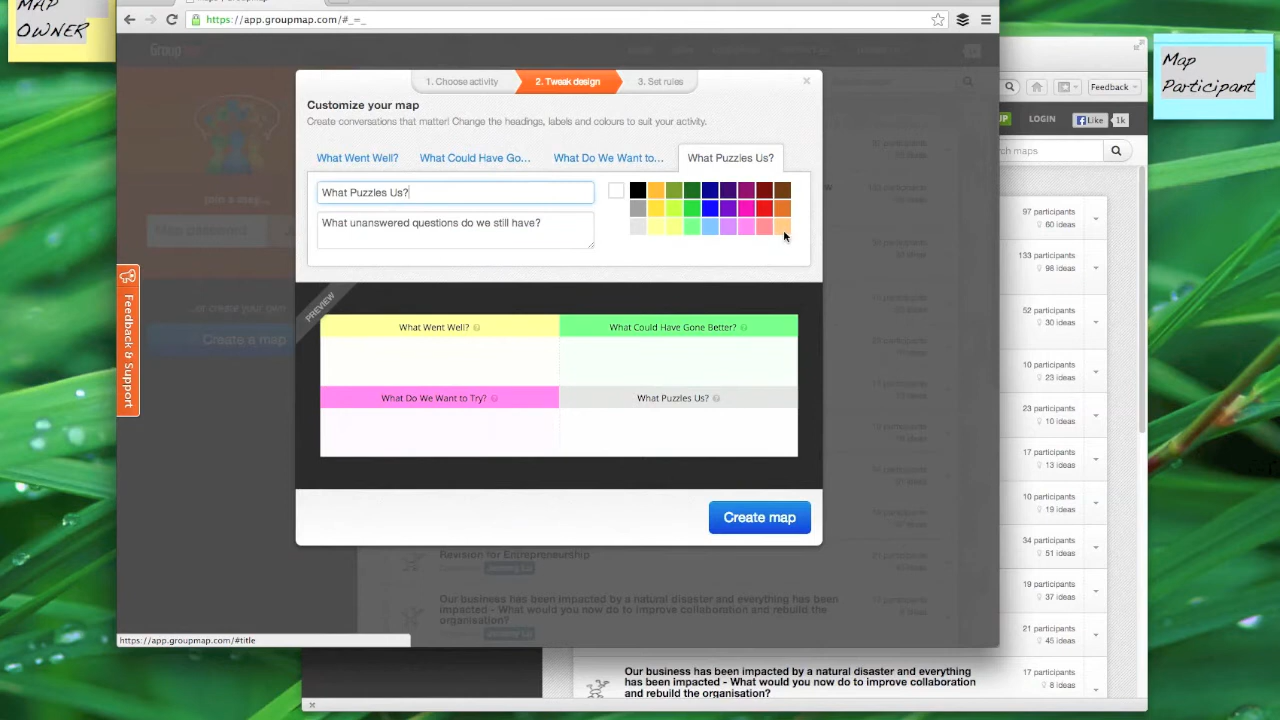 MAP
OWNER
Map
Participant
https://app.groupmap.com/#_=_
Feedback
LOGIN
Like
1k
ch maps
1. Choose activity
2. Tweak design
3. Set rules
Customize your map
Create conversations that matter! Change the headings, labels and colours to suit your activity.
What Went Well?
What Could Have Go...
What Do We Want to...
What Puzzles Us?
What Puzzles Us?
What unanswered questions do we still have?
PREVIEW
What Went Well?
What Could Have Gone Better?
What Do We Want to Try?
What Puzzles Us?
Create map
Feedback & Support
Map password
...or create your own
Create a map
97 participants
60 ideas
133 participants
98 ideas
52 participants
30 ideas
10 participants
23 ideas
23 participants
10 ideas
17 participants
13 ideas
10 participants
19 ideas
34 participants
51 ideas
19 participants
37 ideas
21 participants
45 ideas
17 participants
8 ideas
Revision for Entrepreneurship
Our business has been impacted by a natural disaster and everything has been
impacted - What would you now do to improve collaboration and rebuild the
organisation?
https://app.groupmap.com/#title
Our business has been impacted by a natural disaster and everything
has been impacted - What would you now do to improve collaboration
and rebuild the organisation?